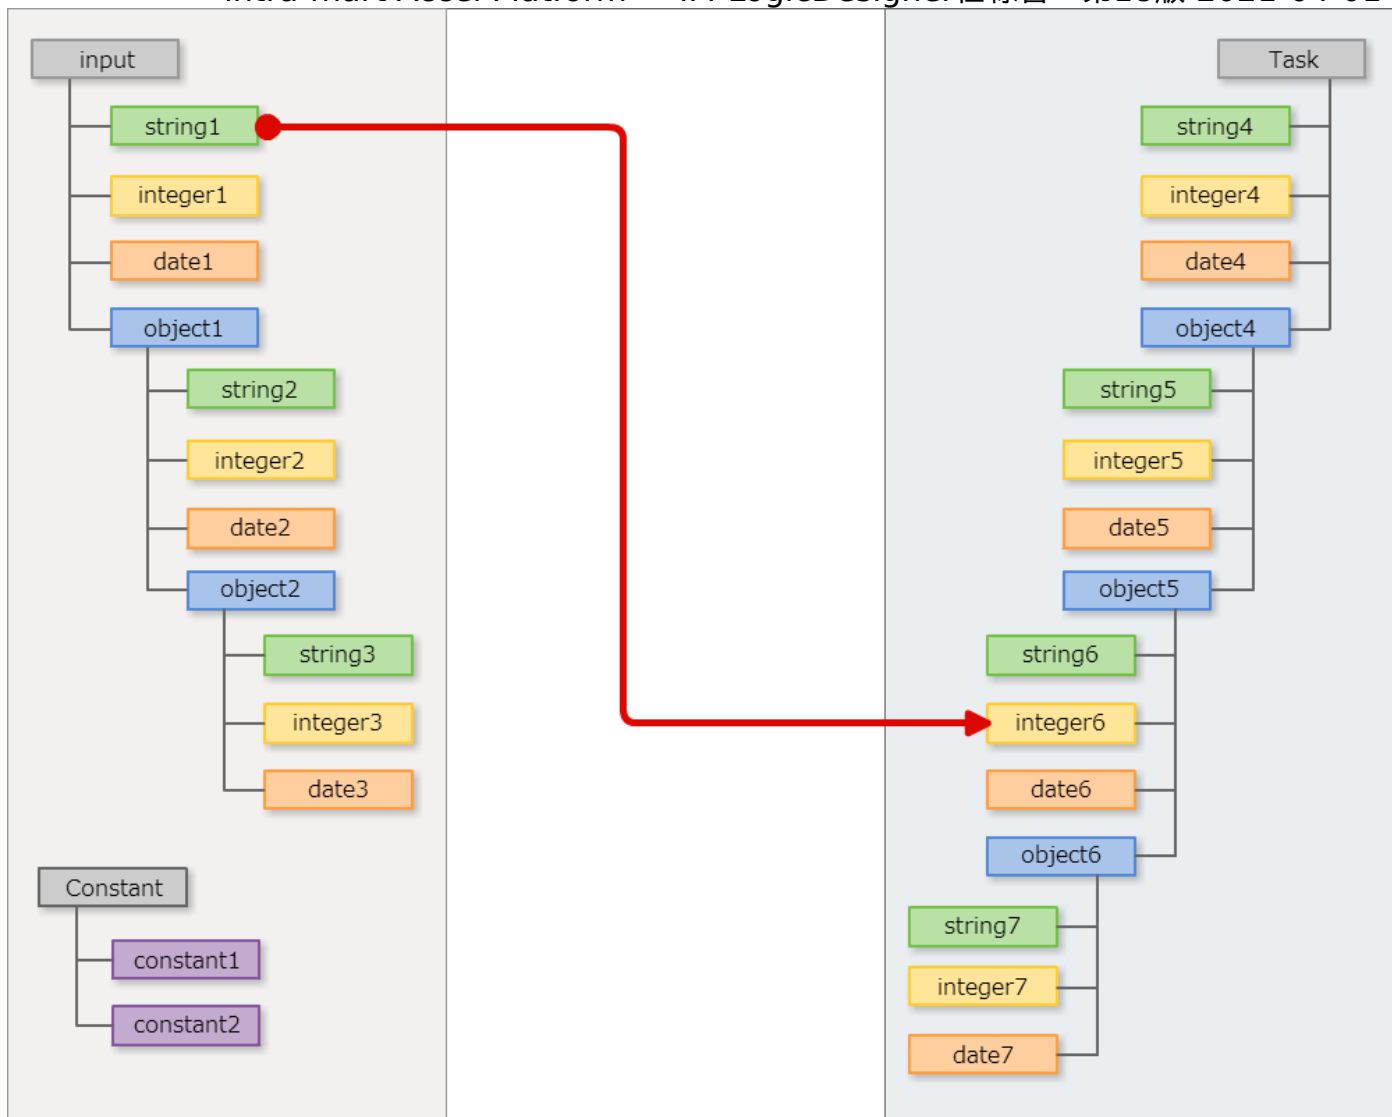 input
string1
integer1
date1
object1
string2
integer2
date2
object2
string3
integer3
date3
Constant
constant1
constant2
Task
string4
integer4
date4
object4
string5
integer5
date5
object5
string6
integer6
date6
object6
string7
integer7
date7